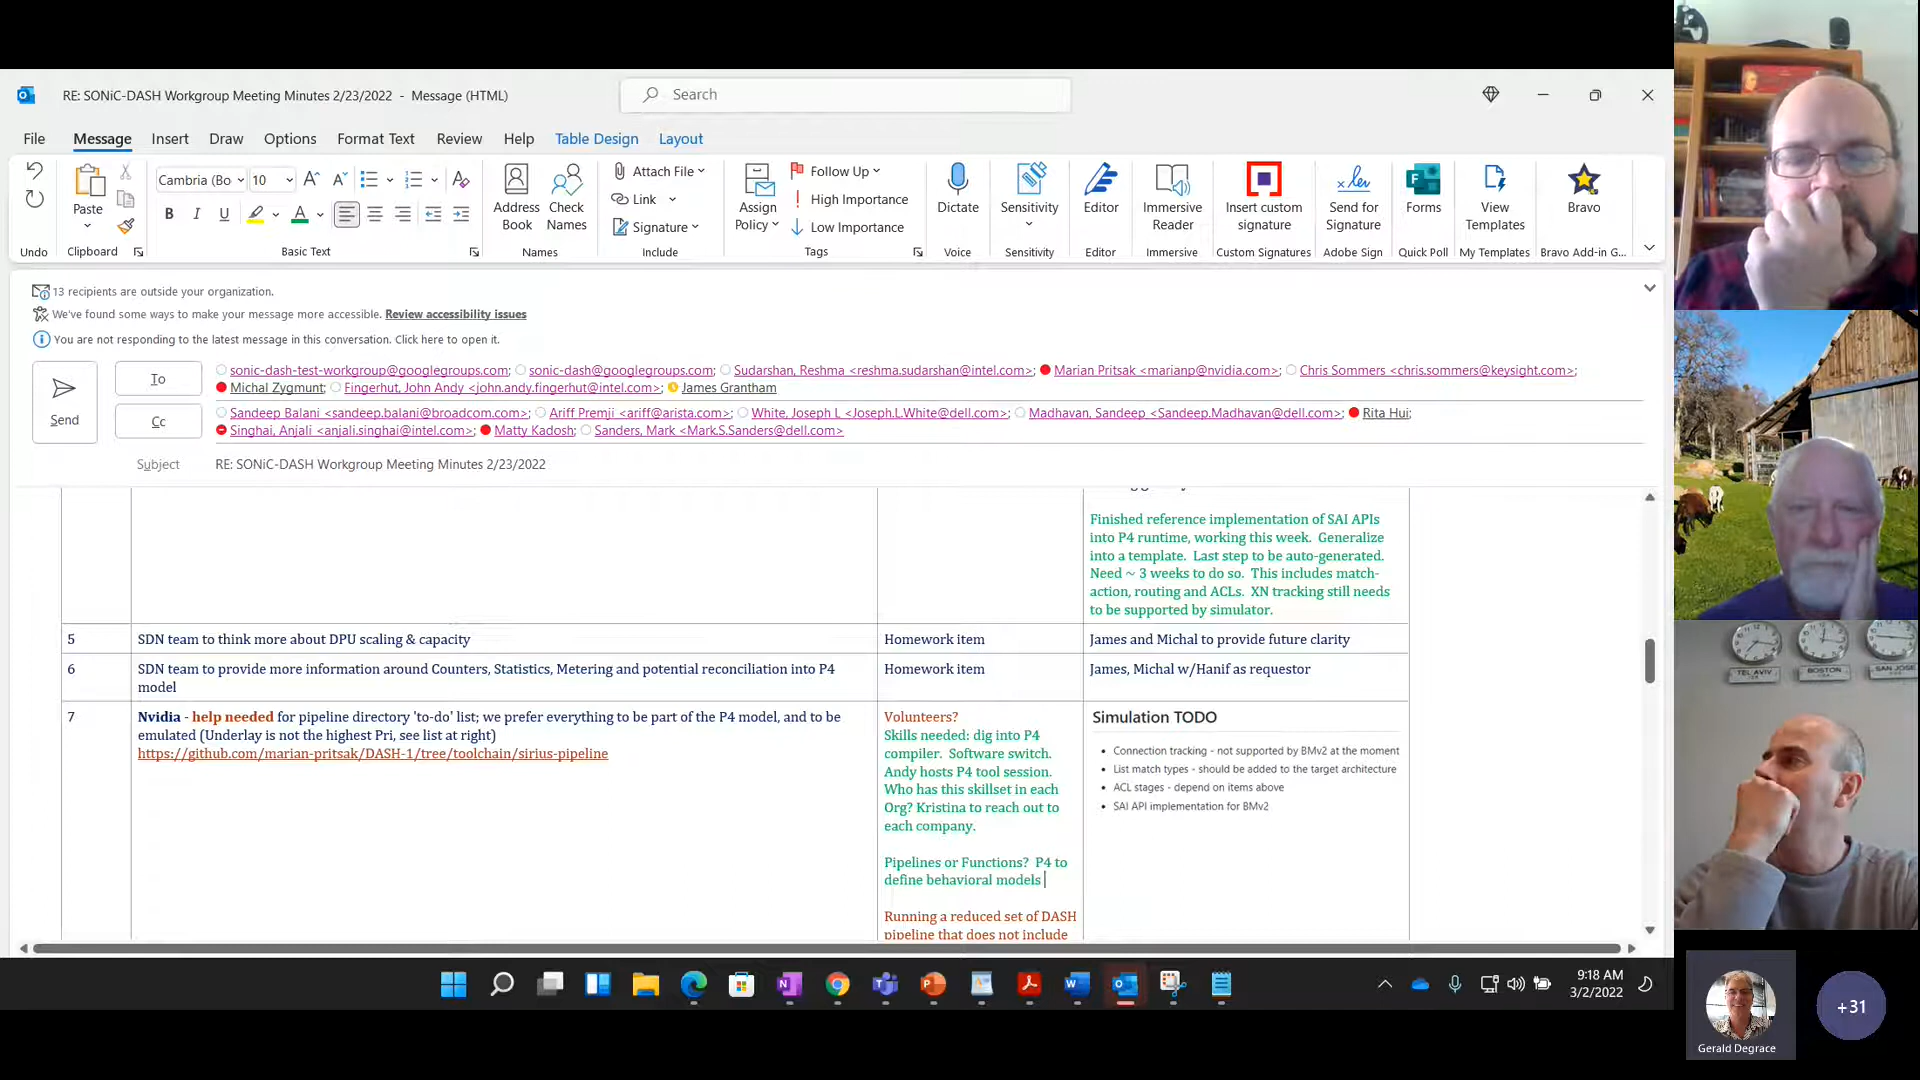 RE: SONiC-DASH Workgroup Meeting Minutes 2/23/2022 - Message (HTML)
Search
File Message Insert Draw Options Format Text Review Help Table Design Layout
Cambria (Bo 10
Paste
B I U A
Address Book
Check Names
Attach File
Link
Signature
Assign Policy
Follow Up
High Importance
Low Importance
Dictate
Sensitivity
Editor
Immersive Reader
Insert custom signature
Send for Signature
Forms
View Templates
Bravo
Undo Clipboard Basic Text Names Include Tags Voice Sensitivity Editor Immersive Custom Signatures Adobe Sign Quick Poll My Templates Bravo Add-in G...
13 recipients are outside your organization.
We've found some ways to make your message more accessible. Review accessibility issues
You are not responding to the latest message in this conversation. Click here to open it.
Send
To
sonic-dash-test-workgroup@googlegroups.com; sonic-dash@googlegroups.com; Sudarshan, Reshma <reshma.sudarshan@intel.com>; Marian Pritsak <marianp@nvidia.com>; Chris Sommers <chris.sommers@keysight.com>;
Michal Zygmunt; Fingerhut, John Andy <john.andy.fingerhut@intel.com>; James Grantham
Cc
Sandeep Balani <sandeep.balani@broadcom.com>; Ariff Premji <ariff@arista.com>; White, Joseph L <Joseph.L.White@dell.com>; Madhavan, Sandeep <Sandeep.Madhavan@dell.com>; Rita Hui;
Singhai, Anjali <anjali.singhai@intel.com>; Matty Kadosh; Sanders, Mark <Mark.S.Sanders@dell.com>
Subject RE: SONiC-DASH Workgroup Meeting Minutes 2/23/2022
Finished reference implementation of SAI APIs
into P4 runtime, working this week. Generalize
into a template. Last step to be auto-generated.
Need ~ 3 weeks to do so. This includes match-
action, routing and ACLs. XN tracking still needs
to be supported by simulator.
5 SDN team to think more about DPU scaling & capacity Homework item James and Michal to provide future clarity
6 SDN team to provide more information around Counters, Statistics, Metering and potential reconciliation into P4
model
Homework item James, Michal w/Hanif as requestor
7 Nvidia - help needed for pipeline directory 'to-do' list; we prefer everything to be part of the P4 model, and to be
emulated (Underlay is not the highest Pri, see list at right)
https://github.com/marian-pritsak/DASH-1/tree/toolchain/sirius-pipeline
Volunteers?
Skills needed: dig into P4
compiler. Software switch.
Andy hosts P4 tool session.
Who has this skillset in each
Org? Kristina to reach out to
each company.
Pipelines or Functions? P4 to
define behavioral models
Running a reduced set of DASH
pipeline that does not include
Simulation TODO
• Connection tracking - not supported by BMv2 at the moment
• List match types - should be added to the target architecture
• ACL stages - depend on items above
• SAI API implementation for BMv2
9:18 AM
3/2/2022
TEL AVIV
BOSTON
SAN JOSE
Gerald Degrace
+31